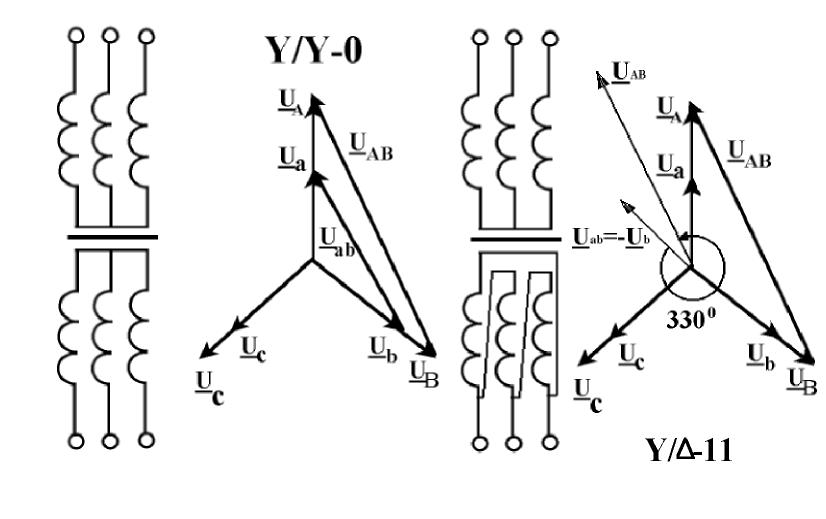 Y/Y-0
U_A
U_AB
U_a
U_ab
U_c
U_c
U_b
U_B
U_AB
U_A
U_AB
U_a
U_ab=-U_b
330⁰
U_c
U_c
U_b
U_B
Y/Δ-11